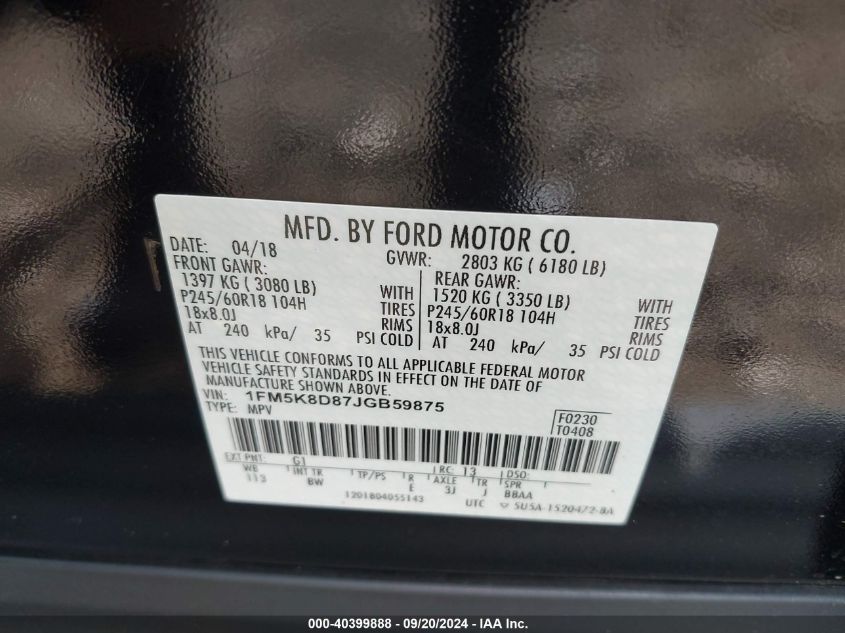 MFD. BY FORD MOTOR CO.
DATE: 04/18 GVWR: 2803 KG ( 6180 LB)
FRONT GAWR: REAR GAWR:
1397 KG ( 3080 LB) WITH 1520 KG ( 3350 LB) WITH
P245/60R18 104H TIRES P245/60R18 104H TIRES
18x8.0J RIMS 18x8.0J RIMS
AT 240 kPa/ 35 PSI COLD AT 240 kPa/ 35 PSI COLD
THIS VEHICLE CONFORMS TO ALL APPLICABLE FEDERAL MOTOR
VEHICLE SAFETY STANDARDS IN EFFECT ON THE DATE OF
MANUFACTURE SHOWN ABOVE.
VIN: 1FM5K8D87JGB59875 F0230
TYPE: MPV T0408
EXT PNT: G1 RC: 13 DSO:
WB INT TR TP/PS R AXLE TR SPR
113 BW E 3J J BBAA
1201804055143 UTC ▽ 5U5A-1520472-BA
000-40399888 - 09/20/2024 - IAA Inc.